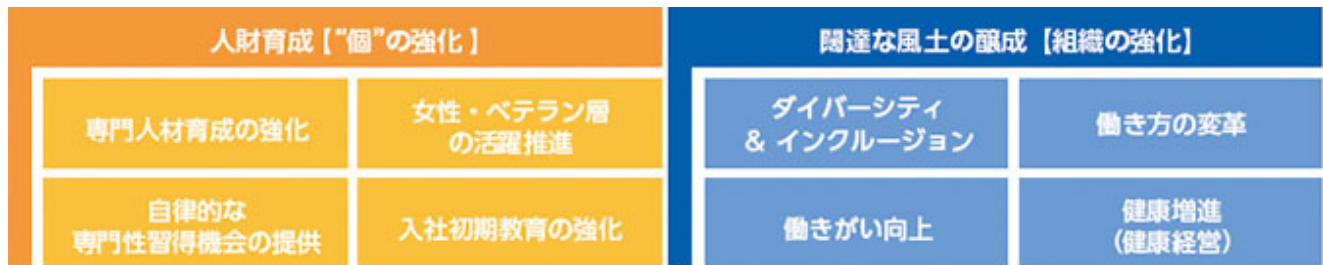 人財育成【“個”の強化】
専門人材育成の強化
女性・ベテラン層
の活躍推進
自律的な
専門性習得機会の提供
入社初期教育の強化
闊達な風土の醸成【組織の強化】
ダイバーシティ
& インクルージョン
働き方の変革
働きがい向上
健康増進
（健康経営）